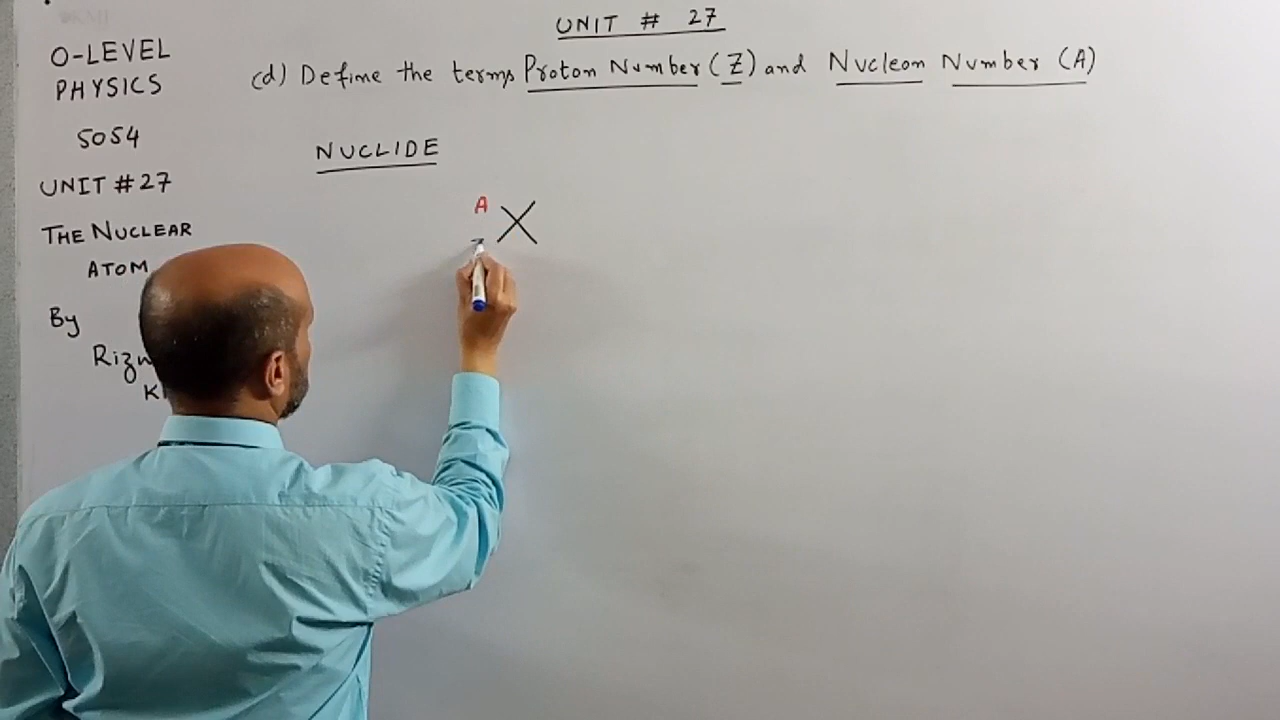 UNIT # 27
(d) Define the terms Proton Number (Z) and Nucleon Number (A)
O-LEVEL
PHYSICS
5054
UNIT #27
THE NUCLEAR
ATOM
By
NUCLIDE
A
X